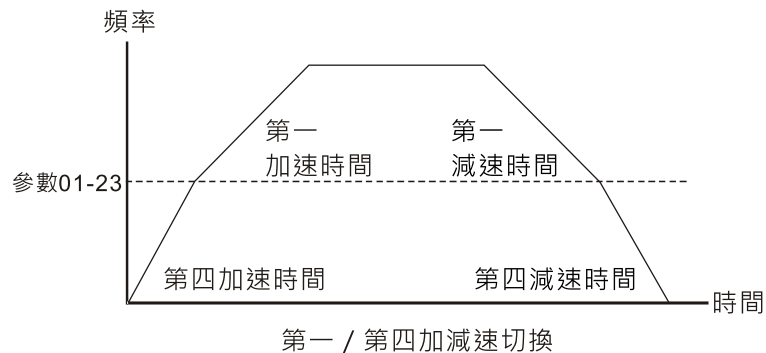 頻率
第一
加速時間
第一
減速時間
參數01-23
第四加速時間
第四減速時間
時間
第一 / 第四加減速切換